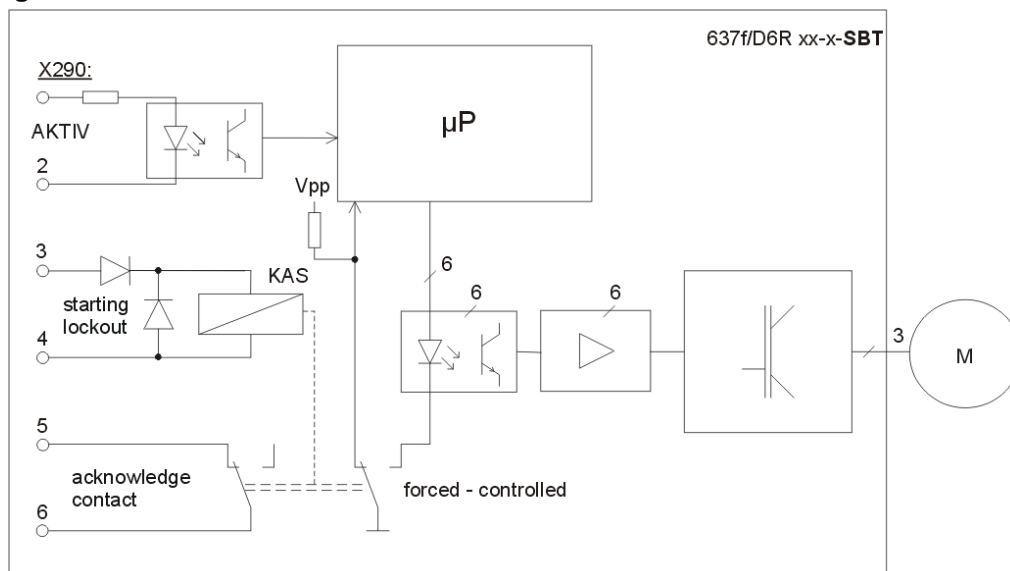 637f/D6R xx-x-SBT
X290:
AKTIV
2
µP
Vpp
3
KAS
starting
lockout
4
6
6
6
3
M
5
acknowledge
contact
6
forced - controlled